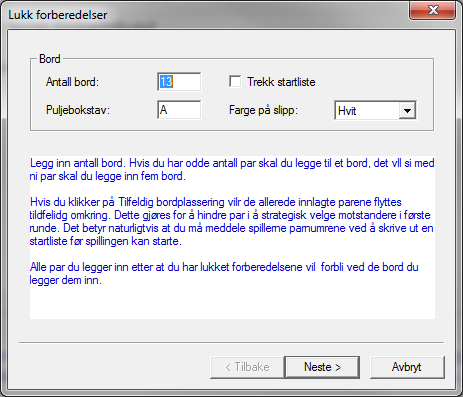 Lukk forberedelser
Bord
Antall bord: 13 Trekk startliste
Puljebokstav: A Farge på slipp: Hvit
Legg inn antall bord. Hvis du har odde antall par skal du legge til et bord, det vll si med
ni par skal du legge inn fem bord.
Hvis du klikker på Tilfeldig bordplassering vilr de allerede innlagte parene flyttes
tildfelidg omkring. Dette gjøres for å hindre par i å strategisk velge motstandere i første
runde. Det betyr naturligtvis at du må meddele spillerne parnumrene ved å skrive ut en
startliste før spillingen kan starte.
Alle par du legger inn etter at du har lukket forberedelsene vil  forbli ved de bord du
legger dem inn.
< Tilbake Neste > Avbryt